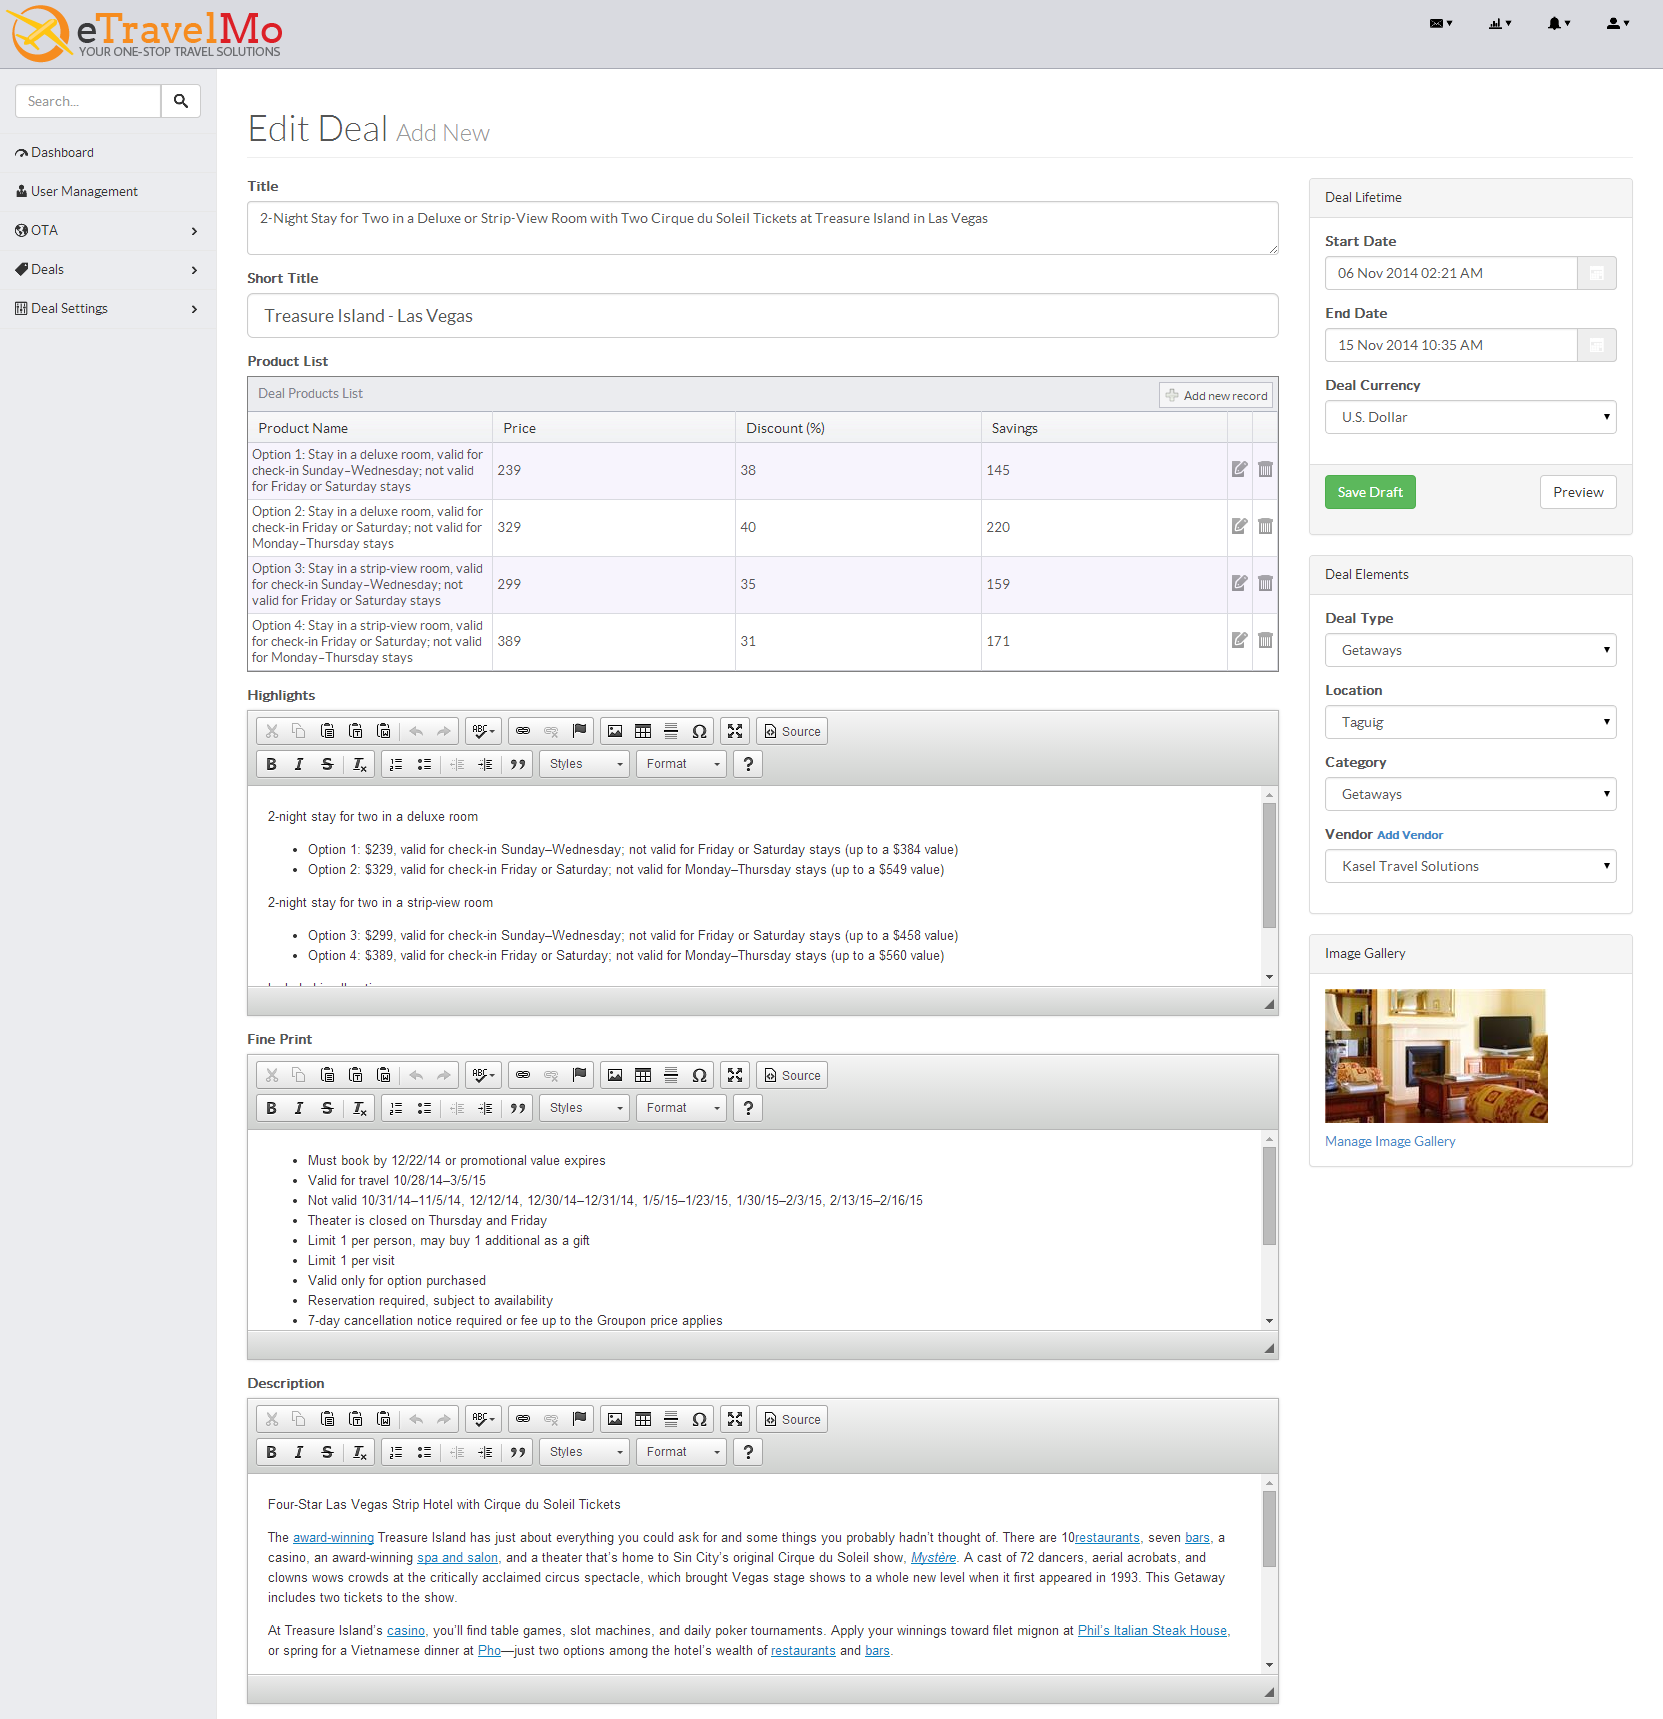 eTravelMo
YOUR ONE-STOP TRAVEL SOLUTIONS
Search...
Dashboard
User Management
OTA
Deals
Deal Settings
Edit Deal Add New
Title
2-Night Stay for Two in a Deluxe or Strip-View Room with Two Cirque du Soleil Tickets at Treasure Island in Las Vegas
Short Title
Treasure Island - Las Vegas
Product List
Deal Products List
Add new record
Product Name Price Discount (%) Savings
Option 1: Stay in a deluxe room, valid for
check-in Sunday–Wednesday; not valid
for Friday or Saturday stays
239 38 145
Option 2: Stay in a deluxe room, valid for
check-in Friday or Saturday; not valid for
Monday–Thursday stays
329 40 220
Option 3: Stay in a strip-view room, valid
for check-in Sunday–Wednesday; not
valid for Friday or Saturday stays
299 35 159
Option 4: Stay in a strip-view room, valid
for check-in Friday or Saturday; not valid
for Monday–Thursday stays
389 31 171
Highlights
ABC Source
B I S Ix Styles Format ?
2-night stay for two in a deluxe room
• Option 1: $239, valid for check-in Sunday–Wednesday; not valid for Friday or Saturday stays (up to a $384 value)
• Option 2: $329, valid for check-in Friday or Saturday; not valid for Monday–Thursday stays (up to a $549 value)
2-night stay for two in a strip-view room
• Option 3: $299, valid for check-in Sunday–Wednesday; not valid for Friday or Saturday stays (up to a $458 value)
• Option 4: $389, valid for check-in Friday or Saturday; not valid for Monday–Thursday stays (up to a $560 value)
Fine Print
ABC Source
B I S Ix Styles Format ?
• Must book by 12/22/14 or promotional value expires
• Valid for travel 10/28/14–3/5/15
• Not valid 10/31/14–11/5/14, 12/12/14, 12/30/14–12/31/14, 1/5/15–1/23/15, 1/30/15–2/3/15, 2/13/15–2/16/15
• Theater is closed on Thursday and Friday
• Limit 1 per person, may buy 1 additional as a gift
• Limit 1 per visit
• Valid only for option purchased
• Reservation required, subject to availability
• 7-day cancellation notice required or fee up to the Groupon price applies
Description
ABC Source
B I S Ix Styles Format ?
Four-Star Las Vegas Strip Hotel with Cirque du Soleil Tickets
The award-winning Treasure Island has just about everything you could ask for and some things you probably hadn't thought of. There are 10restaurants, seven bars, a
casino, an award-winning spa and salon, and a theater that's home to Sin City's original Cirque du Soleil show, Mystère. A cast of 72 dancers, aerial acrobats, and
clowns wows crowds at the critically acclaimed circus spectacle, which brought Vegas stage shows to a whole new level when it first appeared in 1993. This Getaway
includes two tickets to the show.
At Treasure Island's casino, you'll find table games, slot machines, and daily poker tournaments. Apply your winnings toward filet mignon at Phil's Italian Steak House,
or spring for a Vietnamese dinner at Pho—just two options among the hotel's wealth of restaurants and bars.
Deal Lifetime
Start Date
06 Nov 2014 02:21 AM
End Date
15 Nov 2014 10:35 AM
Deal Currency
U.S. Dollar
Save Draft
Preview
Deal Elements
Deal Type
Getaways
Location
Taguig
Category
Getaways
Vendor Add Vendor
Kasel Travel Solutions
Image Gallery
Manage Image Gallery